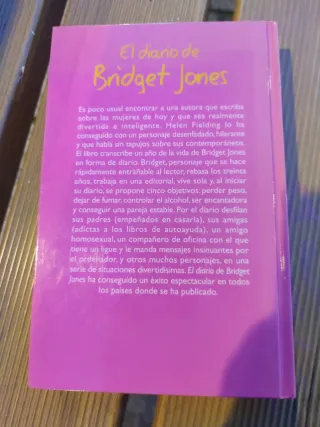 El diario de
Bridget Jones
Es poco usual encontrar a una autora que escriba
sobre las mujeres de hoy y que sea realmente
divertida e inteligente. Helen Fielding lo ha
conseguido con un personaje desenfadado, hilarante
y que habla sin tapujos sobre sus contemporáneos.
El libro transcribe un año de la vida de Bridget Jones
en forma de diario. Bridget, personaje que se hace
rápidamente entrañable al lector, rebasa los treinta
años, trabaja en una editorial, vive sola y, al iniciar
su diario, se propone cinco objetivos: perder peso,
dejar de fumar, controlar el alcohol, ser encantadora
y conseguir una pareja estable. Por el diario desfilan
sus padres (empeñados en casarla), sus amigas
(adictas a los libros de autoayuda), un amigo
homosexual, un compañero de oficina con el que
tiene un ligue y le manda mensajes insinuantes por
el ordenador, y otros muchos personajes, en una
serie de situaciones divertidísimas. El diario de Bridget
Jones ha conseguido un éxito espectacular en todos
los países donde se ha publicado.